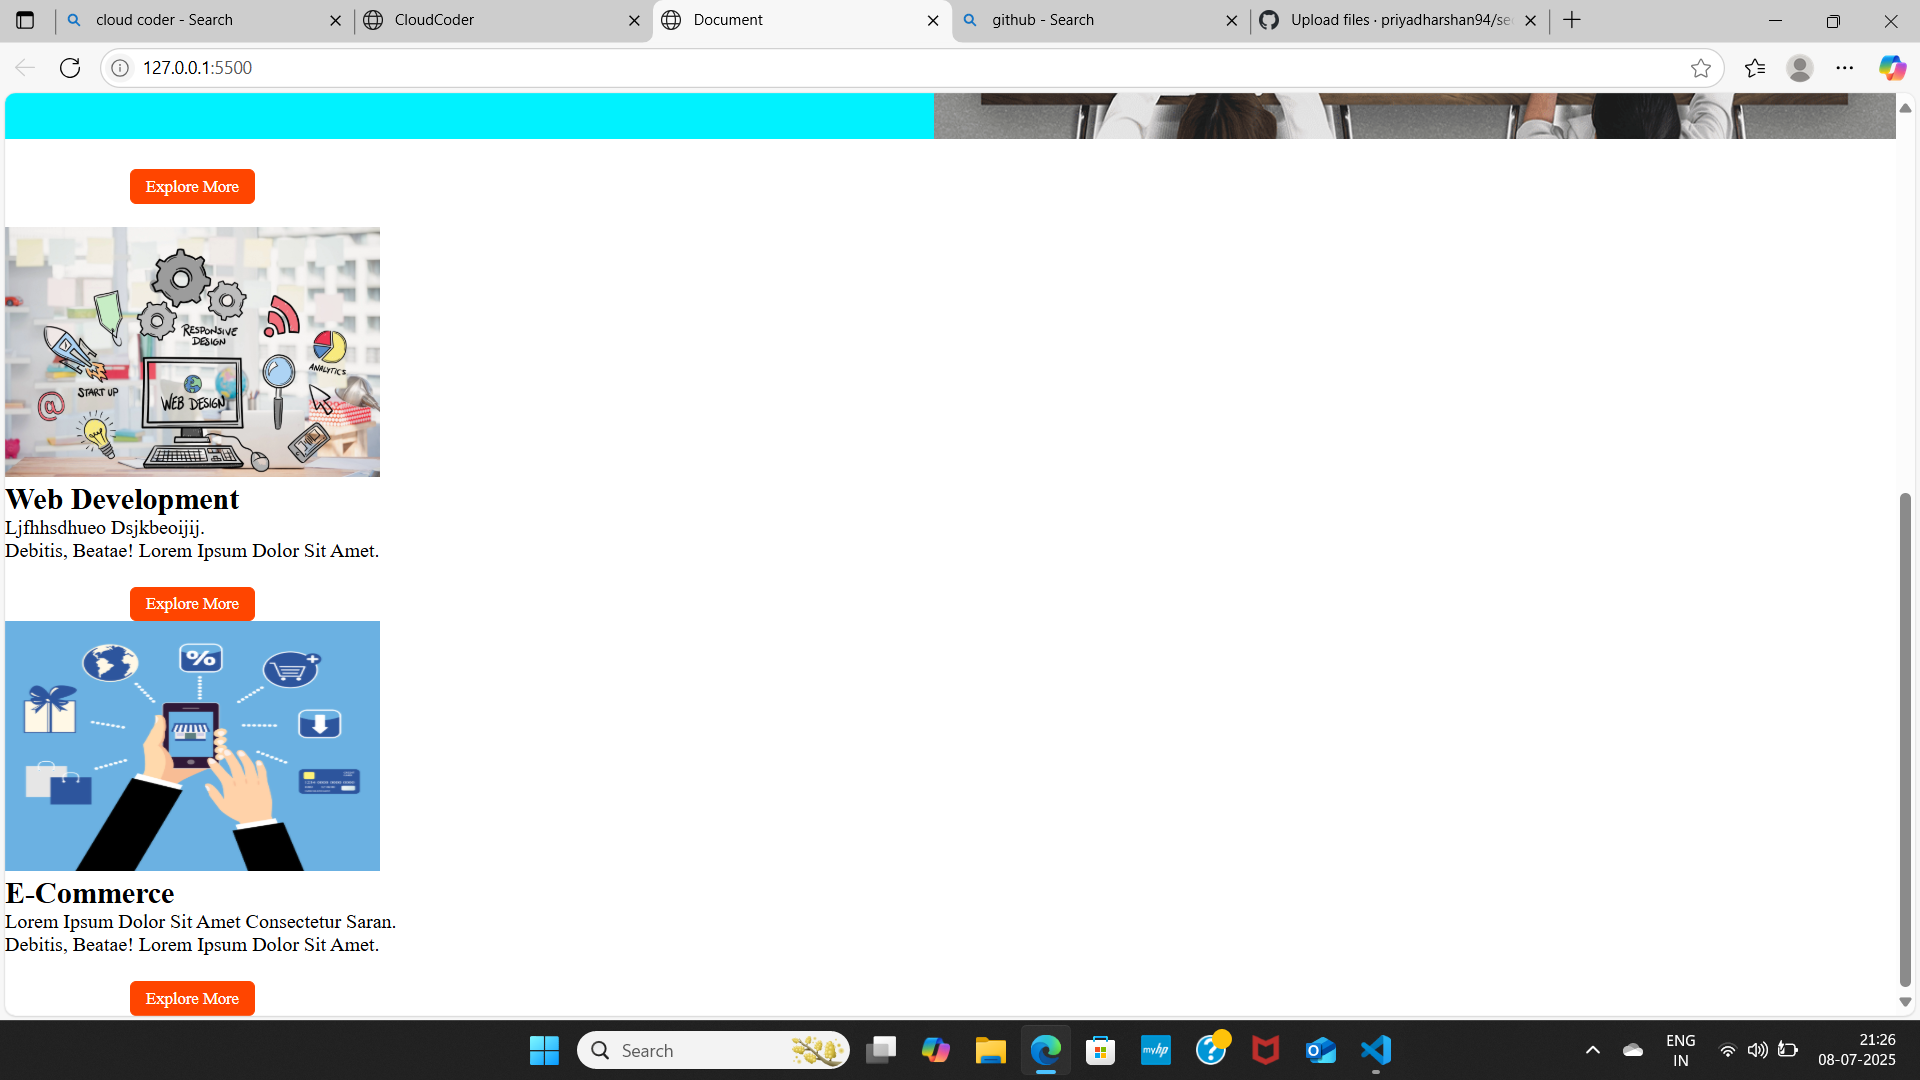 cloud coder - Search
CloudCoder
Document
github - Search
Upload files · priyadharshan94/se
127.0.0.1:5500
Explore More
RESPONSIVE
DESIGN
ANALYTICS
START UP
WEB DESIGN
@
Web Development
Ljfhhsdhueo Dsjkbeoijij.
Debitis, Beatae! Lorem Ipsum Dolor Sit Amet.
Explore More
%
E-Commerce
Lorem Ipsum Dolor Sit Amet Consectetur Saran.
Debitis, Beatae! Lorem Ipsum Dolor Sit Amet.
Explore More
Search
myhp
ENG
IN
21:26
08-07-2025